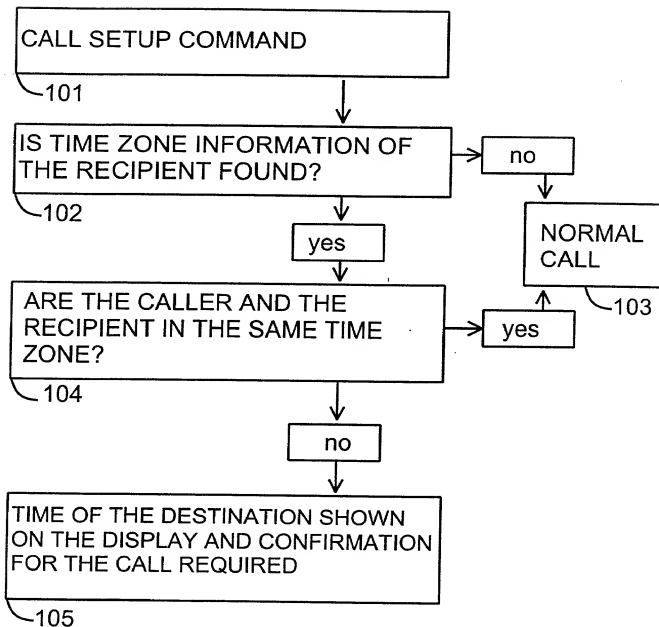 CALL SETUP COMMAND
101
IS TIME ZONE INFORMATION OF
THE RECIPIENT FOUND?
no
102
yes
NORMAL
CALL
103
ARE THE CALLER AND THE
RECIPIENT IN THE SAME TIME
ZONE?
yes
104
no
TIME OF THE DESTINATION SHOWN
ON THE DISPLAY AND CONFIRMATION
FOR THE CALL REQUIRED
105